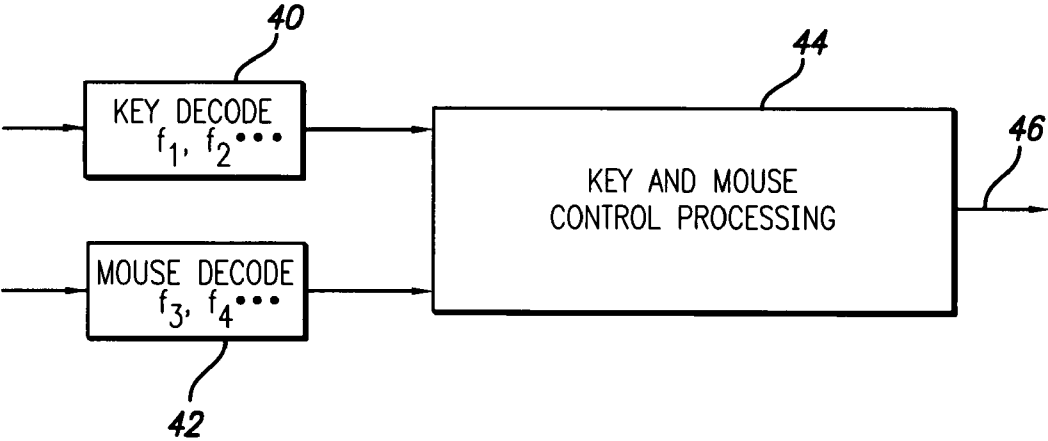 40
KEY DECODE
f₁, f₂•••
44
KEY AND MOUSE
CONTROL PROCESSING
46
MOUSE DECODE
f₃, f₄•••
42